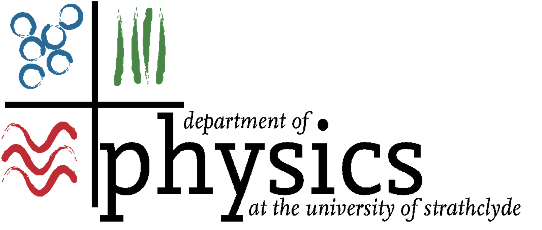 department of
physics
at the university of strathclyde